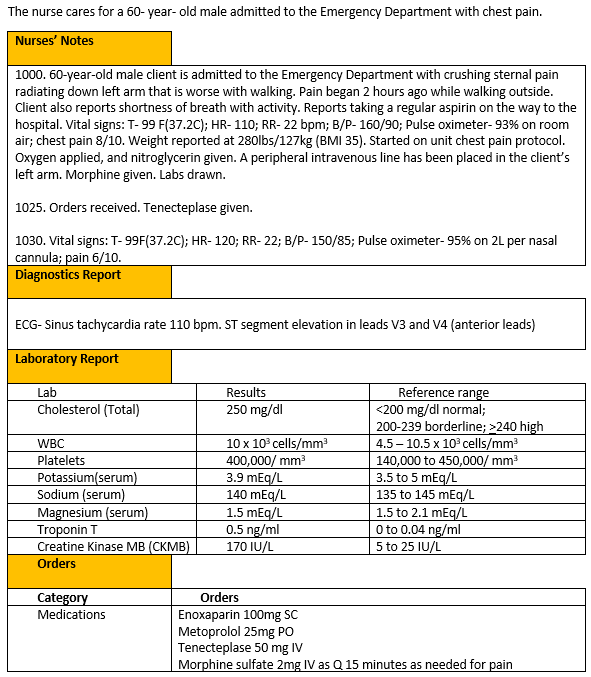 The nurse cares for a 60- year- old male admitted to the Emergency Department with chest pain.
Nurses’ Notes
1000. 60-year-old male client is admitted to the Emergency Department with crushing sternal pain
radiating down left arm that is worse with walking. Pain began 2 hours ago while walking outside.
Client also reports shortness of breath with activity. Reports taking a regular aspirin on the way to the
hospital. Vital signs: T- 99 F(37.2C); HR- 110; RR- 22 bpm; B/P- 160/90; Pulse oximeter- 93% on room
air; chest pain 8/10. Weight reported at 280lbs/127kg (BMI 35). Started on unit chest pain protocol.
Oxygen applied, and nitroglycerin given. A peripheral intravenous line has been placed in the client’s
left arm. Morphine given. Labs drawn.
1025. Orders received. Tenecteplase given.
1030. Vital signs: T- 99F(37.2C); HR- 120; RR- 22; B/P- 150/85; Pulse oximeter- 95% on 2L per nasal
cannula; pain 6/10.
Diagnostics Report
ECG- Sinus tachycardia rate 110 bpm. ST segment elevation in leads V3 and V4 (anterior leads)
Laboratory Report
Lab Results Reference range
Cholesterol (Total) 250 mg/dl <200 mg/dl normal;
200-239 borderline; ≥240 high
WBC 10 x 10³ cells/mm³ 4.5 – 10.5 x 10³ cells/mm³
Platelets 400,000/ mm³ 140,000 to 450,000/ mm³
Potassium(serum) 3.9 mEq/L 3.5 to 5 mEq/L
Sodium (serum) 140 mEq/L 135 to 145 mEq/L
Magnesium (serum) 1.5 mEq/L 1.5 to 2.1 mEq/L
Troponin T 0.5 ng/ml 0 to 0.04 ng/ml
Creatine Kinase MB (CKMB) 170 IU/L 5 to 25 IU/L
Orders
Category Orders
Medications Enoxaparin 100mg SC
Metoprolol 25mg PO
Tenecteplase 50 mg IV
Morphine sulfate 2mg IV as Q 15 minutes as needed for pain